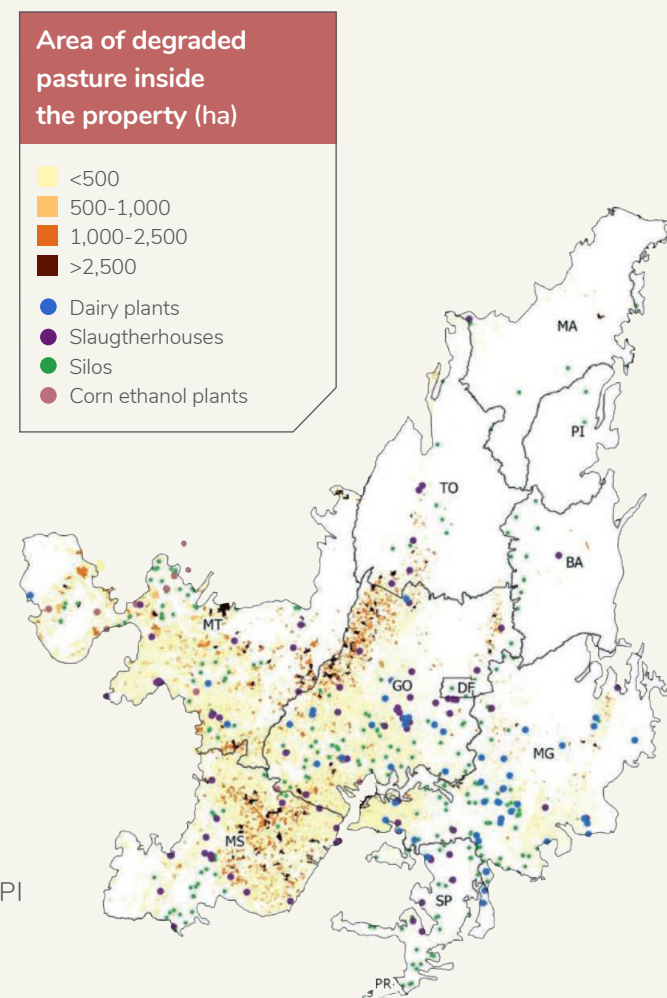 Area of degraded
pasture inside
the property (ha)
<500
500-1,000
1,000-2,500
>2,500
Dairy plants
Slaugtherhouses
Silos
Corn ethanol plants
MA
PI
TO
BA
MT
GO
DF
MG
MS
PI
SP
PR